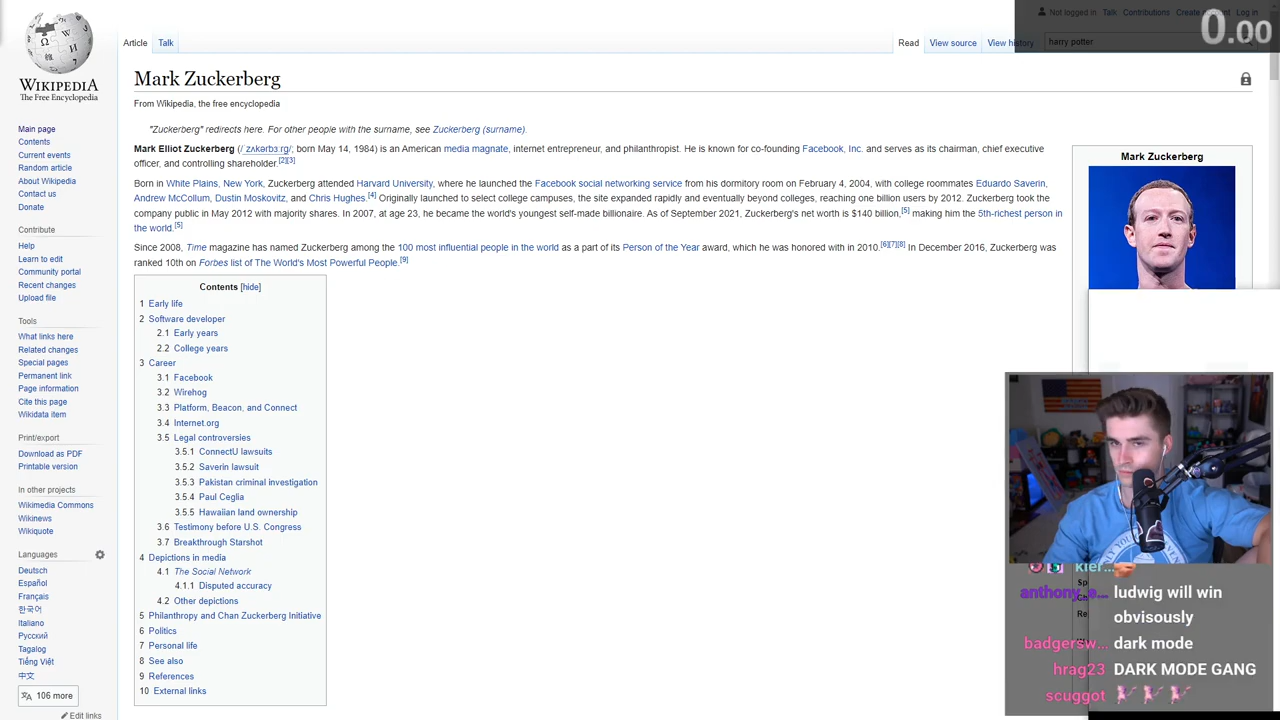 Not logged in Talk Contributions Create account Log in
0.00
Article Talk Read View source View history harry potter
WIKIPEDIA
The Free Encyclopedia
Mark Zuckerberg
From Wikipedia, the free encyclopedia
"Zuckerberg" redirects here. For other people with the surname, see Zuckerberg (surname).
Mark Elliot Zuckerberg (/ˈzʌkərbɜːrɡ/; born May 14, 1984) is an American media magnate, internet entrepreneur, and philanthropist. He is known for co-founding Facebook, Inc. and serves as its chairman, chief executive
officer, and controlling shareholder.[2][3]
Born in White Plains, New York, Zuckerberg attended Harvard University, where he launched the Facebook social networking service from his dormitory room on February 4, 2004, with college roommates Eduardo Saverin,
Andrew McCollum, Dustin Moskovitz, and Chris Hughes.[4] Originally launched to select college campuses, the site expanded rapidly and eventually beyond colleges, reaching one billion users by 2012. Zuckerberg took the
company public in May 2012 with majority shares. In 2007, at age 23, he became the world's youngest self-made billionaire. As of September 2021, Zuckerberg's net worth is $140 billion,[5] making him the 5th-richest person in
the world.[5]
Since 2008, Time magazine has named Zuckerberg among the 100 most influential people in the world as a part of its Person of the Year award, which he was honored with in 2010.[6][7][8] In December 2016, Zuckerberg was
ranked 10th on Forbes list of The World's Most Powerful People.[9]
Mark Zuckerberg
Main page
Contents
Current events
Random article
About Wikipedia
Contact us
Donate
Contribute
Help
Learn to edit
Community portal
Recent changes
Upload file
Tools
What links here
Related changes
Special pages
Permanent link
Page information
Cite this page
Wikidata item
Print/export
Download as PDF
Printable version
In other projects
Wikimedia Commons
Wikinews
Wikiquote
Languages
Deutsch
Español
Français
한국어
Italiano
Русский
Tagalog
Tiếng Việt
中文
106 more
Edit links
Contents [hide]
1 Early life
2 Software developer
2.1 Early years
2.2 College years
3 Career
3.1 Facebook
3.2 Wirehog
3.3 Platform, Beacon, and Connect
3.4 Internet.org
3.5 Legal controversies
3.5.1 ConnectU lawsuits
3.5.2 Saverin lawsuit
3.5.3 Pakistan criminal investigation
3.5.4 Paul Ceglia
3.5.5 Hawaiian land ownership
3.6 Testimony before U.S. Congress
3.7 Breakthrough Starshot
4 Depictions in media
4.1 The Social Network
4.1.1 Disputed accuracy
4.2 Other depictions
5 Philanthropy and Chan Zuckerberg Initiative
6 Politics
7 Personal life
8 See also
9 References
10 External links
kier...
Sp
anthony_e... ludwig will win
obvisously
Re
badgersw... dark mode
hrag23 DARK MODE GANG
scuggot